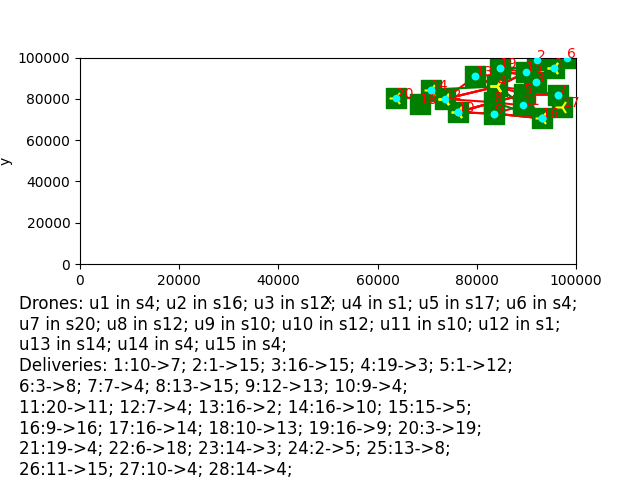 100000
80000
60000
40000
20000
0
y
0 20000 40000 60000 80000 100000
x
2
6
20
Drones: u1 in s4; u2 in s16; u3 in s12; u4 in s1; u5 in s17; u6 in s4;
u7 in s20; u8 in s12; u9 in s10; u10 in s12; u11 in s10; u12 in s1;
u13 in s14; u14 in s4; u15 in s4;
Deliveries: 1:10->7; 2:1->15; 3:16->15; 4:19->3; 5:1->12;
6:3->8; 7:7->4; 8:13->15; 9:12->13; 10:9->4;
11:20->11; 12:7->4; 13:16->2; 14:16->10; 15:15->5;
16:9->16; 17:16->14; 18:10->13; 19:16->9; 20:3->19;
21:19->4; 22:6->18; 23:14->3; 24:2->5; 25:13->8;
26:11->15; 27:10->4; 28:14->4;